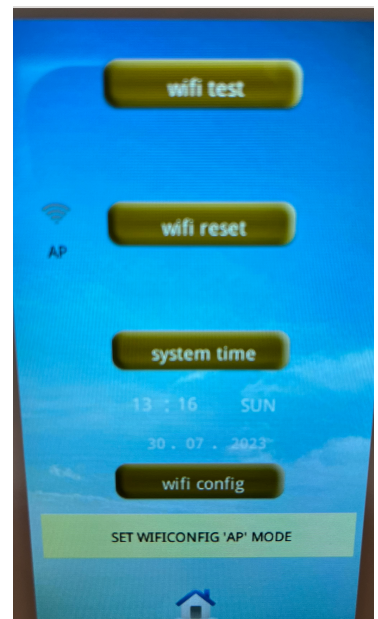 wifi test
wifi reset
AP
system time
13 : 16 SUN
30 . 07 . 2023
wifi config
SET WIFICONFIG 'AP' MODE